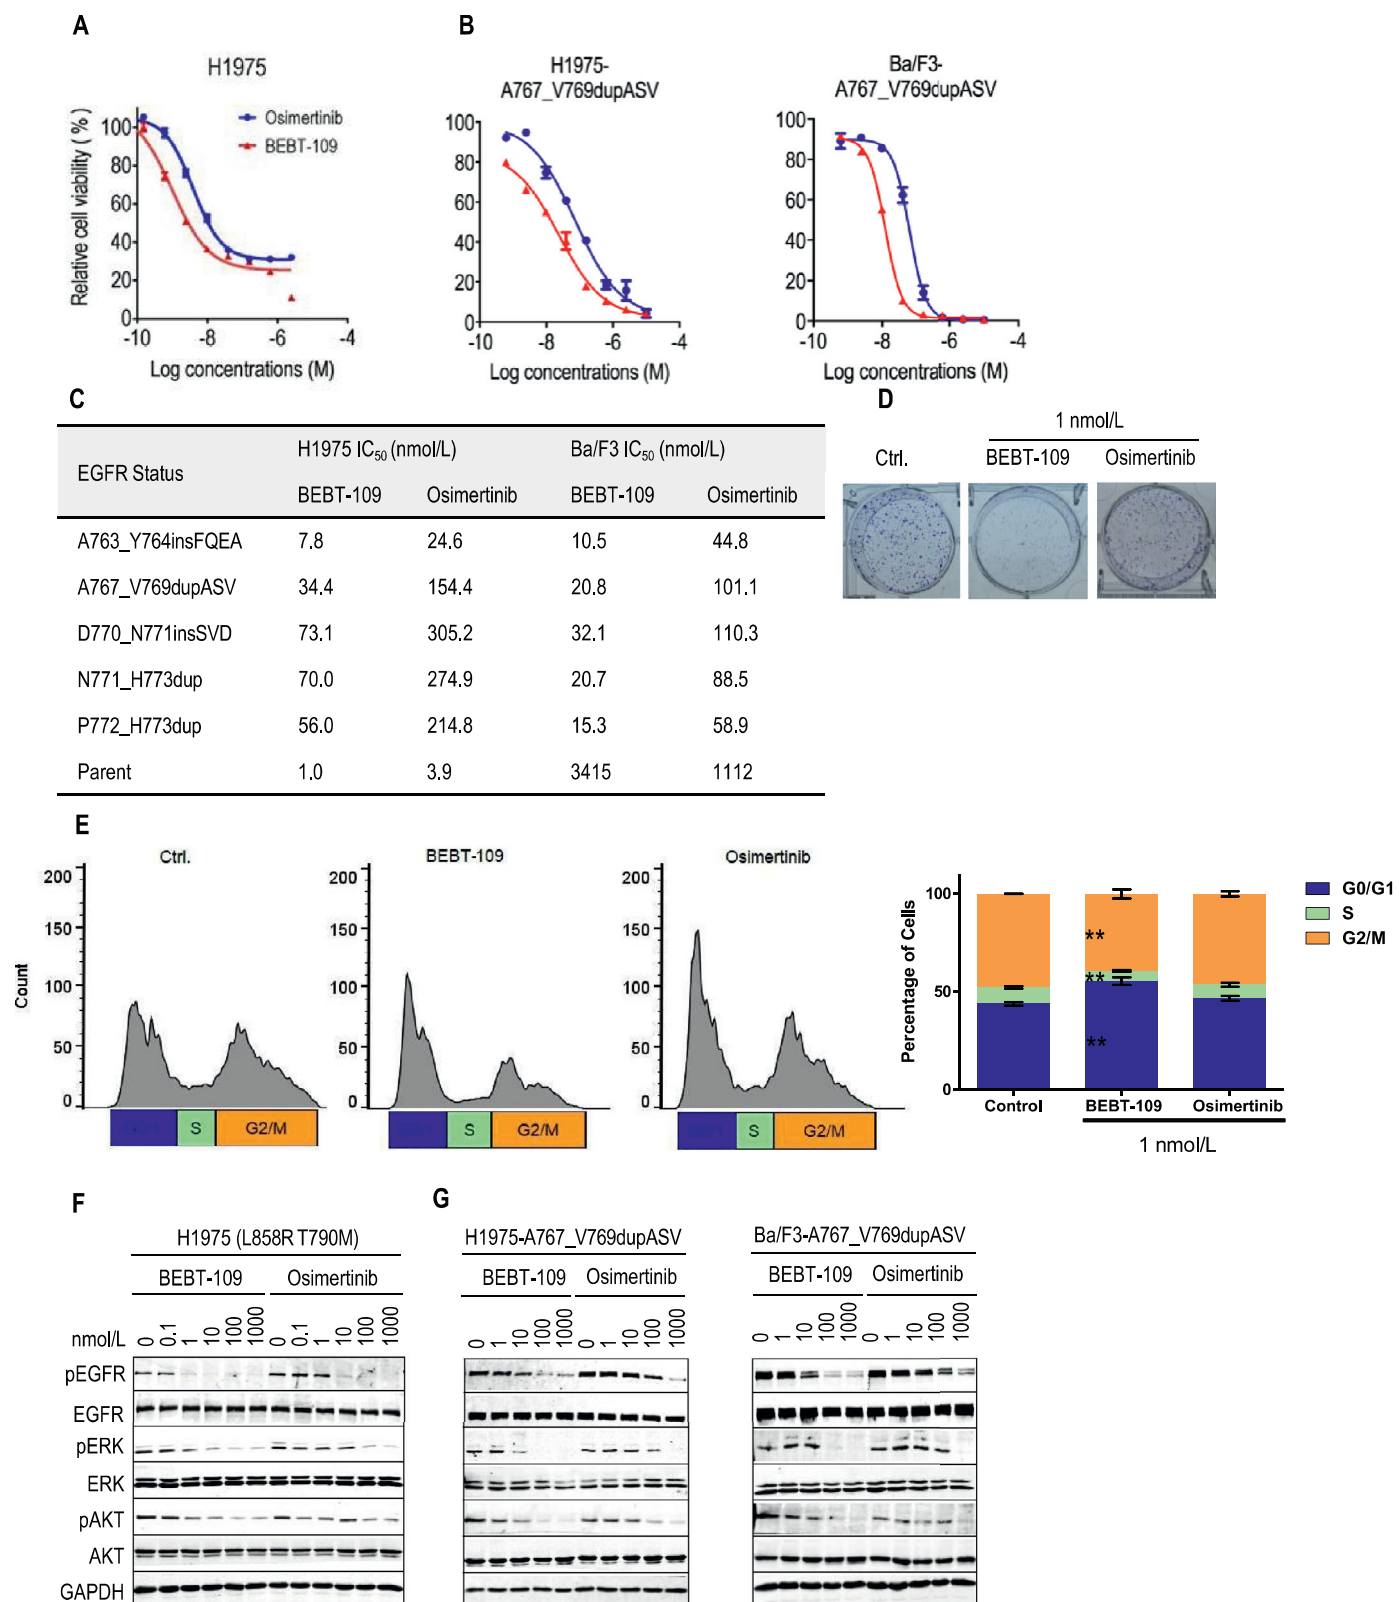 A
H1975
Relative cell viability ( % )
100
80
60
40
20
0
Osimertinib
BEBT-109
-10 -8 -6 -4
Log concentrations (M)
B
H1975-
A767_V769dupASV
100
80
60
40
20
0
-10 -8 -6 -4
Log concentrations (M)
Ba/F3-
A767_V769dupASV
100
80
60
40
20
0
-10 -8 -6 -4
Log concentrations (M)
C
EGFR Status H1975 IC50 (nmol/L) Ba/F3 IC50 (nmol/L)
BEBT-109 Osimertinib BEBT-109 Osimertinib
A763_Y764insFQEA 7.8 24.6 10.5 44.8
A767_V769dupASV 34.4 154.4 20.8 101.1
D770_N771insSVD 73.1 305.2 32.1 110.3
N771_H773dup 70.0 274.9 20.7 88.5
P772_H773dup 56.0 214.8 15.3 58.9
Parent 1.0 3.9 3415 1112
D
1 nmol/L
Ctrl. BEBT-109 Osimertinib
E
Ctrl.
Count
200
150
100
50
0
S G2/M
BEBT-109
200
150
100
50
0
S G2/M
Osimertinib
200
150
100
50
0
S G2/M
Percentage of Cells
100
50
0
**
**
**
Control BEBT-109 Osimertinib
1 nmol/L
G0/G1
S
G2/M
F
H1975 (L858R T790M)
BEBT-109 Osimertinib
nmol/L 0 0.1 1 10 100 1000 0 0.1 1 10 100 1000
pEGFR
EGFR
pERK
ERK
pAKT
AKT
GAPDH
G
H1975-A767_V769dupASV
BEBT-109 Osimertinib
0 1 10 100 1000 0 1 10 100 1000
Ba/F3-A767_V769dupASV
BEBT-109 Osimertinib
0 1 10 100 1000 0 1 10 100 1000